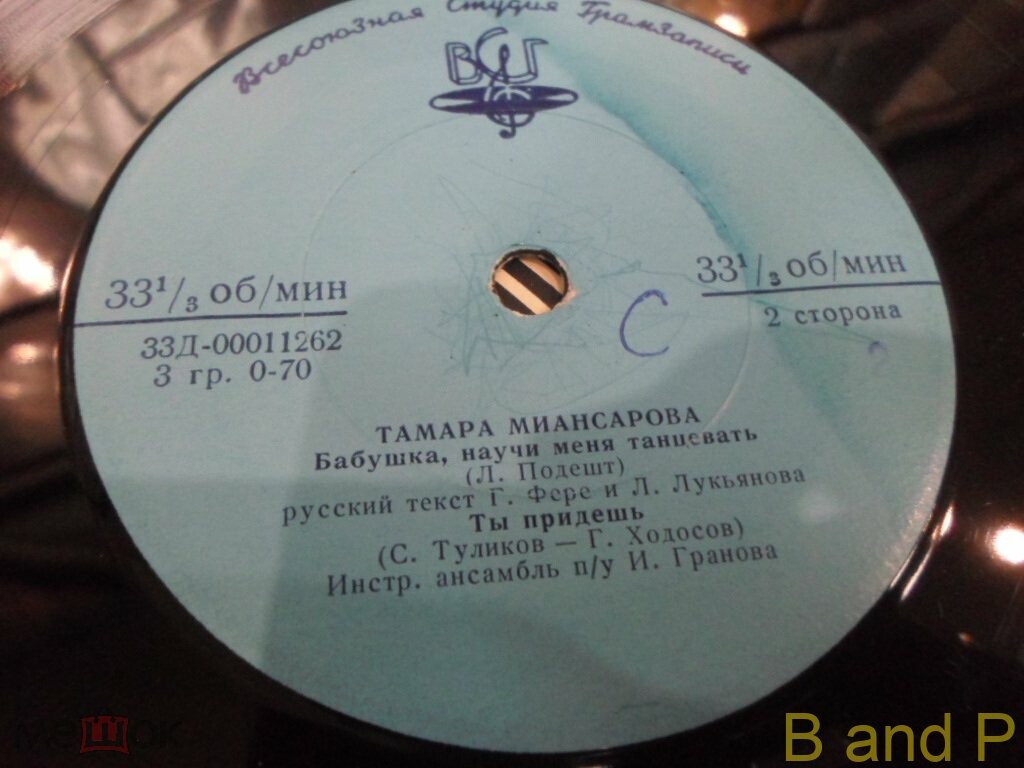 Всесоюзная Студия Грамзаписи
ВСГ
33¹/₃ об/мин
33Д-00011262
3 гр. 0-70
33¹/₃ об/мин
2 сторона
С
ТАМАРА МИАНСАРОВА
Бабушка, научи меня танцевать
(Л. Подешт)
русский текст Г. Фере и Л. Лукьянова
Ты придешь
(С. Туликов — Г. Ходосов)
Инстр. ансамбль п/у И. Гранова
мешок
B and P